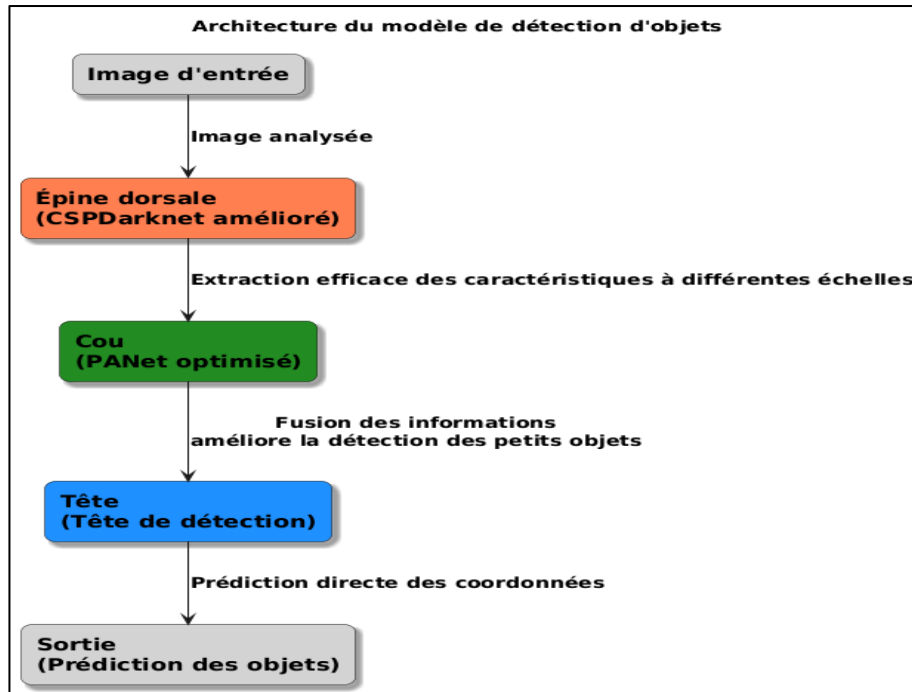 Architecture du modèle de détection d'objets
Image d'entrée
Image analysée
Épine dorsale
(CSPDarknet amélioré)
Extraction efficace des caractéristiques à différentes échelles
Cou
(PANet optimisé)
Fusion des informations
améliore la détection des petits objets
Tête
(Tête de détection)
Prédiction directe des coordonnées
Sortie
(Prédiction des objets)